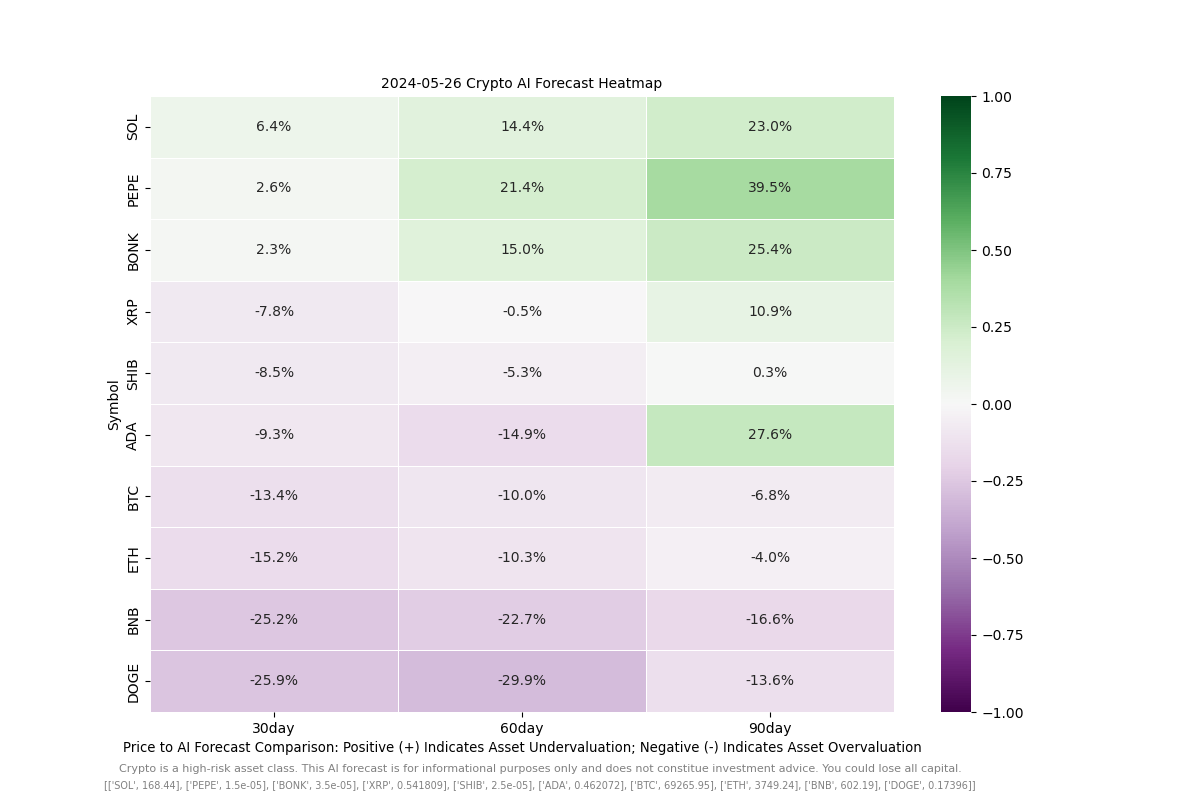 2024-05-26 Crypto AI Forecast Heatmap
1.00
SOL 6.4% 14.4% 23.0%
0.75
PEPE 2.6% 21.4% 39.5%
BONK 2.3% 15.0% 25.4%
0.50
XRP -7.8% -0.5% 10.9%
0.25
SHIB -8.5% -5.3% 0.3%
Symbol
0.00
ADA -9.3% -14.9% 27.6%
−0.25
BTC -13.4% -10.0% -6.8%
ETH -15.2% -10.3% -4.0%
−0.50
BNB -25.2% -22.7% -16.6%
−0.75
DOGE -25.9% -29.9% -13.6%
−1.00
30day 60day 90day
Price to AI Forecast Comparison: Positive (+) Indicates Asset Undervaluation; Negative (-) Indicates Asset Overvaluation
Crypto is a high-risk asset class. This AI forecast is for informational purposes only and does not constitute investment advice. You could lose all capital.
[['SOL', 168.44], ['PEPE', 1.5e-05], ['BONK', 3.5e-05], ['XRP', 0.541809], ['SHIB', 2.5e-05], ['ADA', 0.462072], ['BTC', 69265.95], ['ETH', 3749.24], ['BNB', 602.19], ['DOGE', 0.17396]]